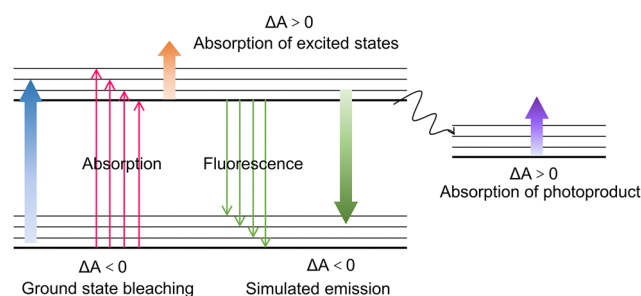 ΔA > 0
Absorption of excited states
Absorption
Fluorescence
ΔA > 0
Absorption of photoproduct
ΔA < 0
Ground state bleaching
ΔA < 0
Simulated emission